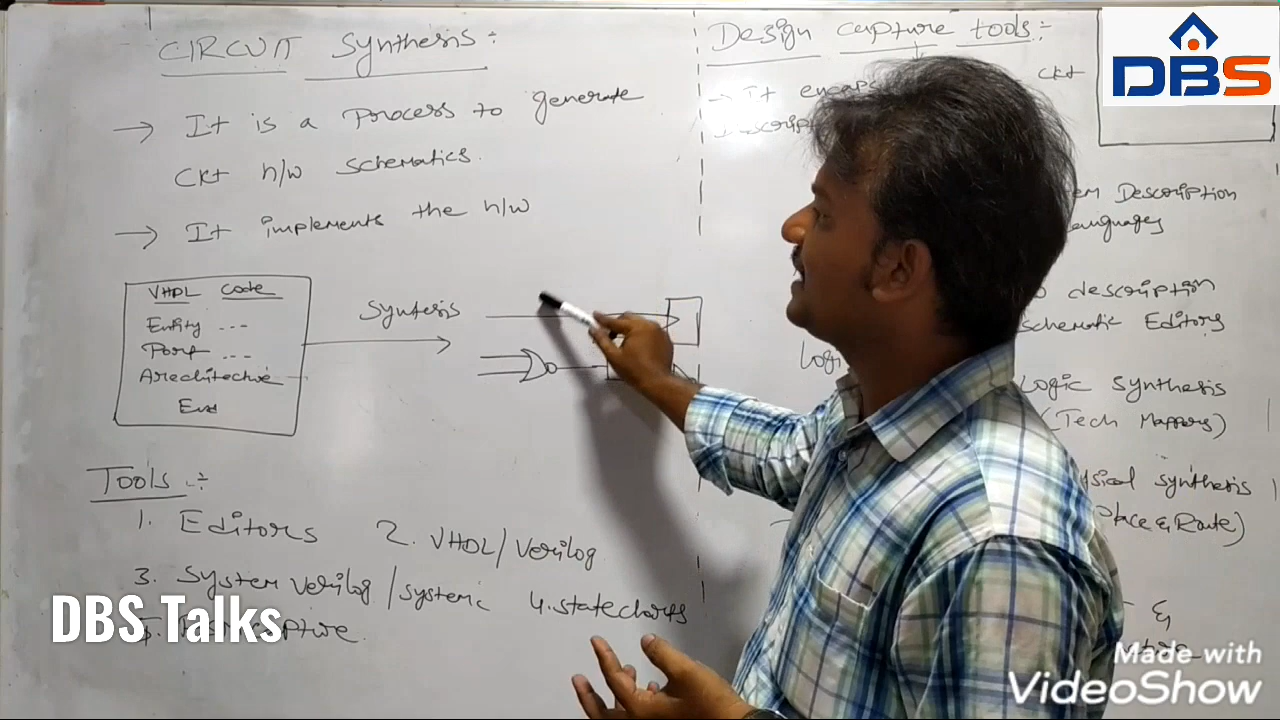 CIRCUIT Synthesis :-
→ It is a Process to generate
Ckt h/w schematics.
→ It implements the h/w
VHDL Code
Entity ---
Port ---
Arechitecture
End
Synthesis
Tools :-
1. Editors 2. VHDL/Verilog
3. System verilog/systemc 4. statecharts
Design capture tools :-
→ It
ckt
Description
description
schematic Editors
Logic synthesis
(Tech Mappers)
synthesis
Place & Route)
&
DBS
DBS Talks
Made with
VideoShow